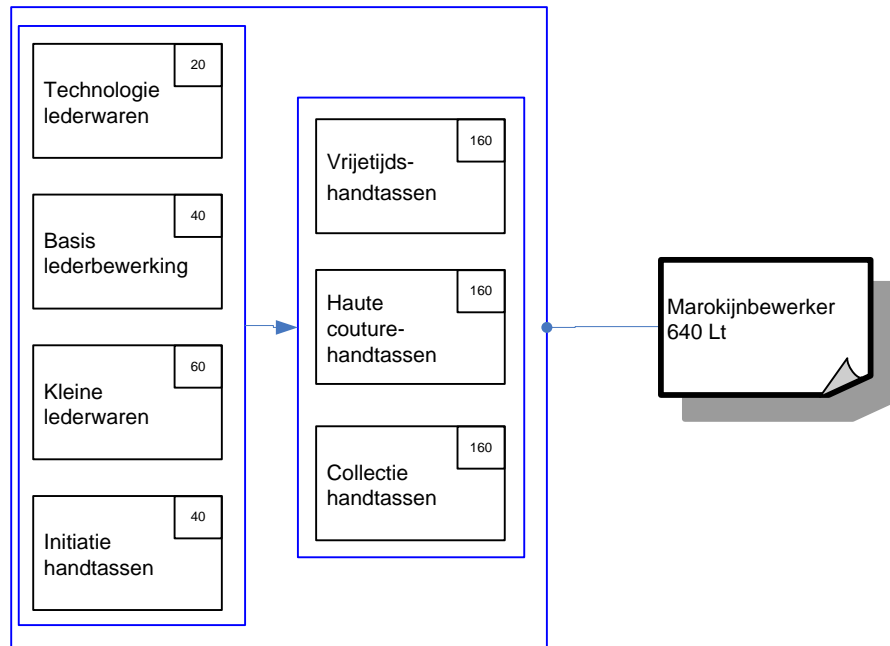 20
Technologie
lederwaren
40
Basis
lederbewerking
60
Kleine
lederwaren
40
Initiatie
handtassen
160
Vrijetijds-
handtassen
160
Haute
couture-
handtassen
160
Collectie
handtassen
Marokijnbewerker
640 Lt